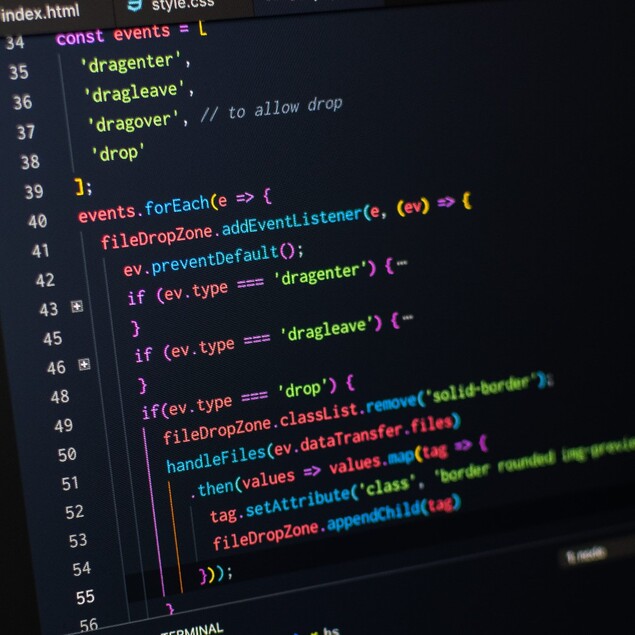 index.html style.css
34 const events = [
35 'dragenter',
36 'dragleave',
37 'dragover', // to allow drop
38 'drop'
39 ];
40 events.forEach(e => {
41 fileDropZone.addEventListener(e, (ev) => {
42 ev.preventDefault();
43 if (ev.type === 'dragenter') {…
45 }
46 if (ev.type === 'dragleave') {…
48 }
49 if(ev.type === 'drop') {
50 fileDropZone.classList.remove('solid-border');
51 handleFiles(ev.dataTransfer.files)
52 .then(values => values.map(tag => {
53 tag.setAttribute('class', 'border rounded
54 fileDropZone.appendChild(tag)
55 }));
56 }
TERMINAL
node